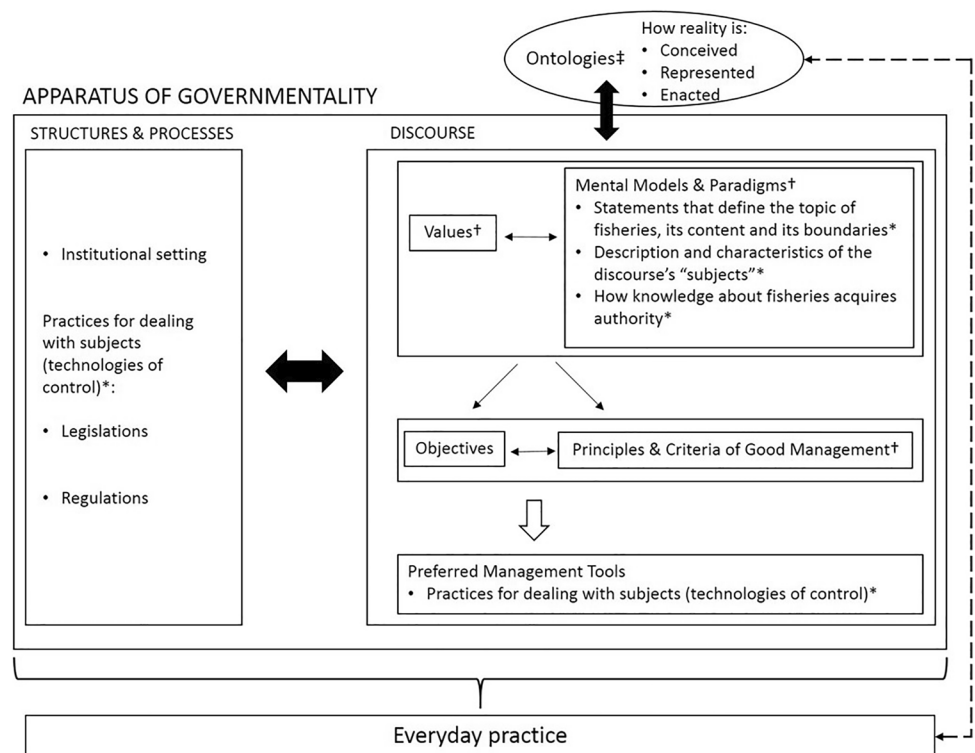 How reality is:
Ontologies‡
• Conceived
• Represented
• Enacted
APPARATUS OF GOVERNMENTALITY
STRUCTURES & PROCESSES
• Institutional setting
Practices for dealing
with subjects
(technologies of
control)*:
• Legislations
• Regulations
DISCOURSE
Values†
Mental Models & Paradigms†
• Statements that define the topic of
fisheries, its content and its boundaries*
• Description and characteristics of the
discourse’s “subjects”*
• How knowledge about fisheries acquires
authority*
Objectives
Principles & Criteria of Good Management†
Preferred Management Tools
• Practices for dealing with subjects (technologies of control)*
Everyday practice